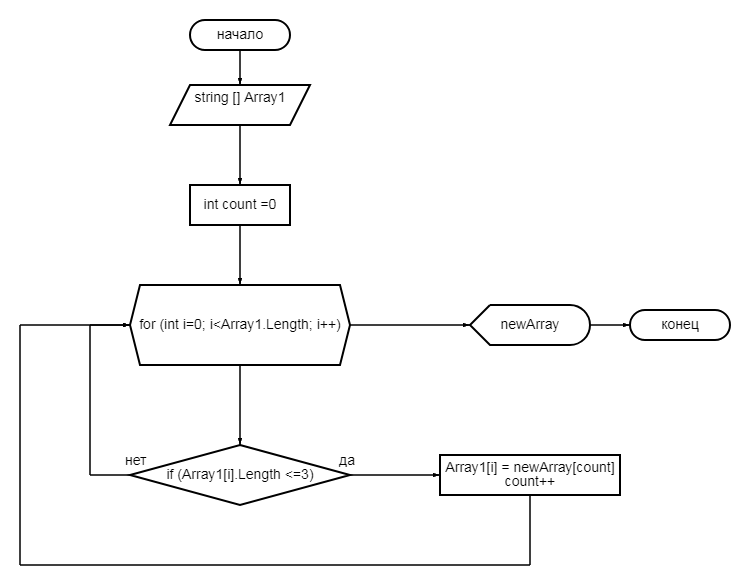 начало
string [] Array1
int count =0
for (int i=0; i<Array1.Length; i++)
newArray
конец
нет
да
if (Array1[i].Length <=3)
Array1[i] = newArray[count]
count++